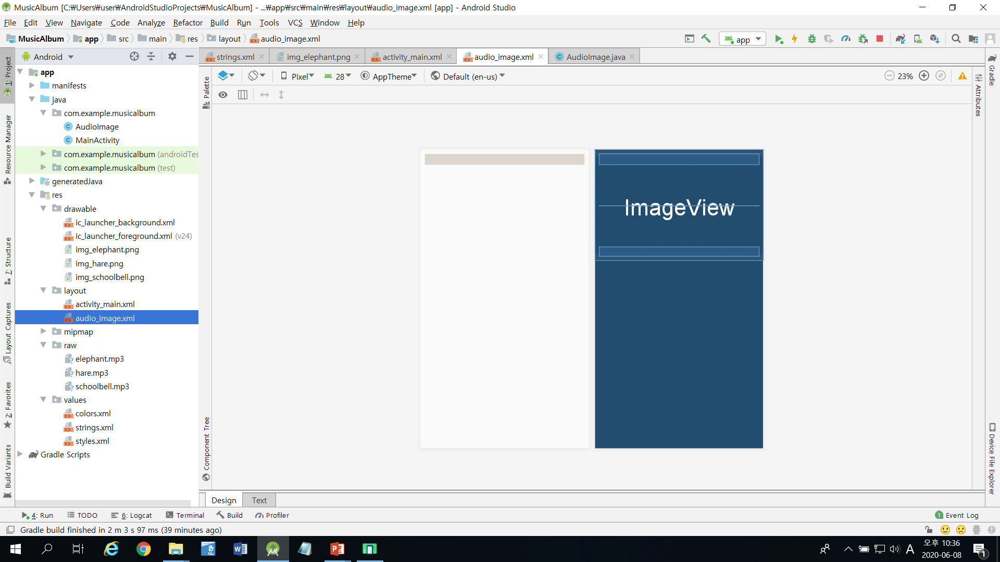 MusicAlbum [C:₩Users₩user₩AndroidStudioProjects₩MusicAlbum] - ...₩app₩src₩main₩res₩layout₩audio_image.xml [app] - Android Studio
File Edit View Navigate Code Analyze Refactor Build Run Tools VCS Window Help
MusicAlbum app src main res layout audio_image.xml
app
Android
strings.xml img_elephant.png activity_main.xml audio_image.xml AudioImage.java
Pixel 28 AppTheme Default (en-us) 23%
1: Project
Resource Manager
7: Structure
Layout Captures
2: Favorites
Build Variants
app
manifests
java
com.example.musicalbum
AudioImage
MainActivity
com.example.musicalbum (androidTes
com.example.musicalbum (test)
generatedJava
res
drawable
ic_launcher_background.xml
ic_launcher_foreground.xml (v24)
img_elephant.png
img_hare.png
img_schoolbell.png
layout
activity_main.xml
audio_image.xml
mipmap
raw
elephant.mp3
hare.mp3
schoolbell.mp3
values
colors.xml
strings.xml
styles.xml
Gradle Scripts
Palette
Component Tree
ImageView
Attributes
Gradle
Device File Explorer
Design Text
4: Run TODO 6: Logcat Terminal Build Profiler
1 Event Log
Gradle build finished in 2 m 3 s 97 ms (39 minutes ago)
A
오후 10:36
2020-06-08
1